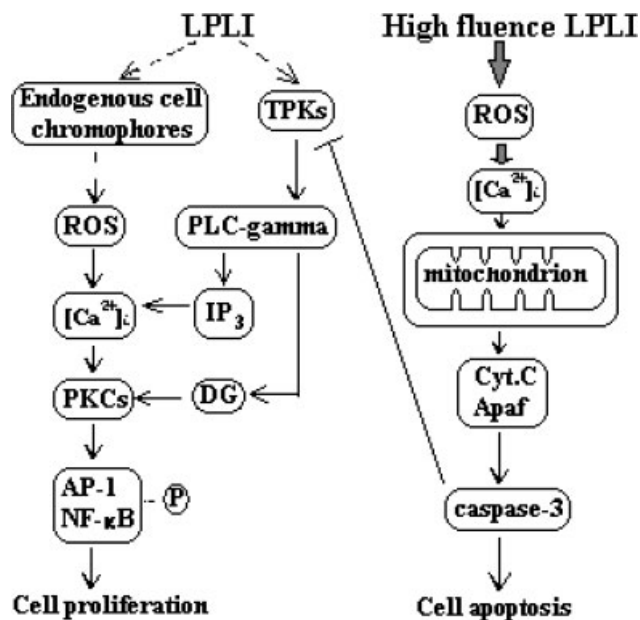 LPLI
Endogenous cell
chromophores
TPKs
ROS
PLC-gamma
[Ca²⁺]i
IP₃
PKCs
DG
AP-1
NF-κB
P
Cell proliferation
High fluence LPLI
ROS
[Ca²⁺]i
mitochondrion
Cyt.C
Apaf
caspase-3
Cell apoptosis